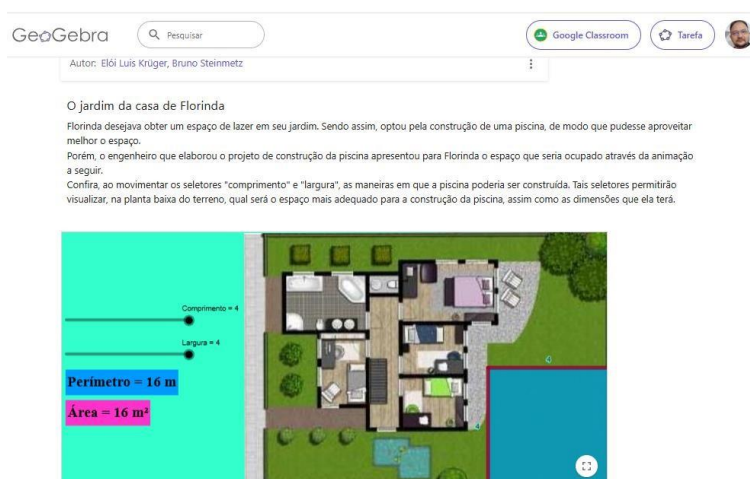 GeoGebra
Pesquisar
Google Classroom
Tarefa
Autor: Elói Luís Krüger, Bruno Steinmetz
O jardim da casa de Florinda
Florinda desejava obter um espaço de lazer em seu jardim. Sendo assim, optou pela construção de uma piscina, de modo que pudesse aproveitar
melhor o espaço.
Porém, o engenheiro que elaborou o projeto de construção da piscina apresentou para Florinda o espaço que seria ocupado através da animação
a seguir.
Confira, ao movimentar os seletores "comprimento" e "largura", as maneiras em que a piscina poderia ser construída. Tais seletores permitirão
visualizar, na planta baixa do terreno, qual será o espaço mais adequado para a construção da piscina, assim como as dimensões que ela terá.
Comprimento = 4
Largura = 4
Perímetro = 16 m
Área = 16 m²
4
4